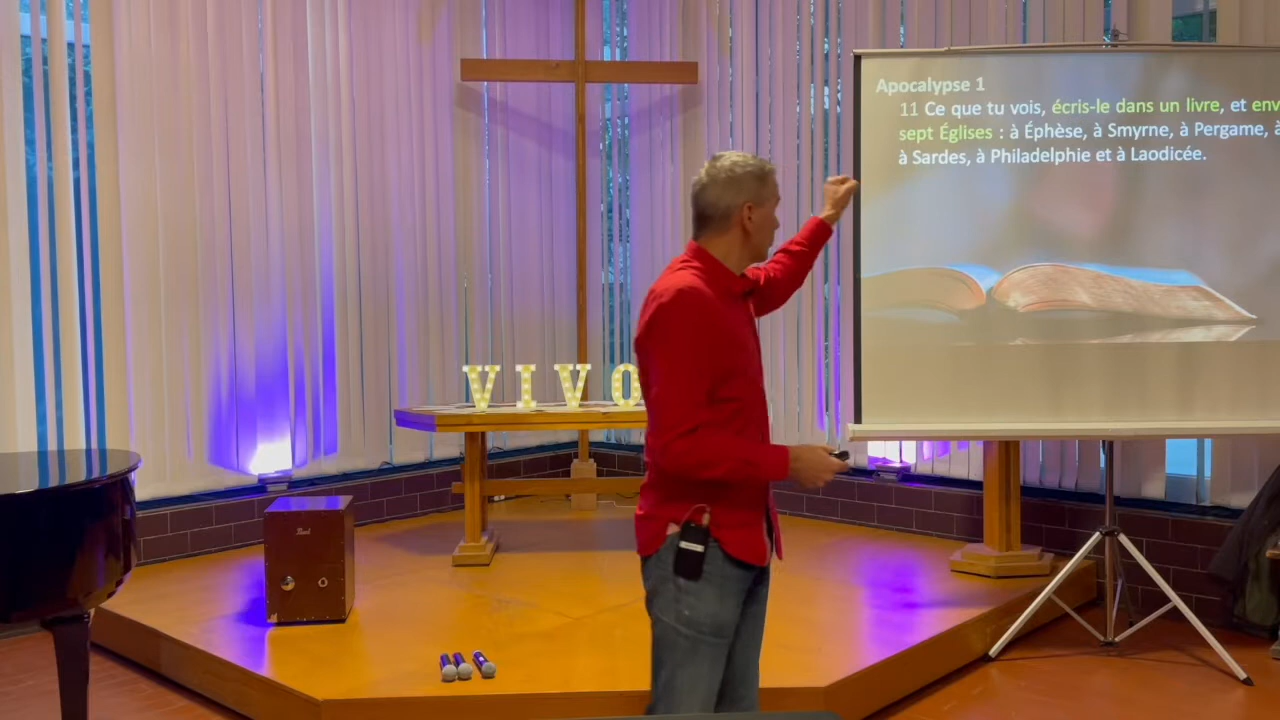 Apocalypse 1
11 Ce que tu vois, écris-le dans un livre, et env
sept Églises : à Éphèse, à Smyrne, à Pergame, à
à Sardes, à Philadelphie et à Laodicée.
VIVO